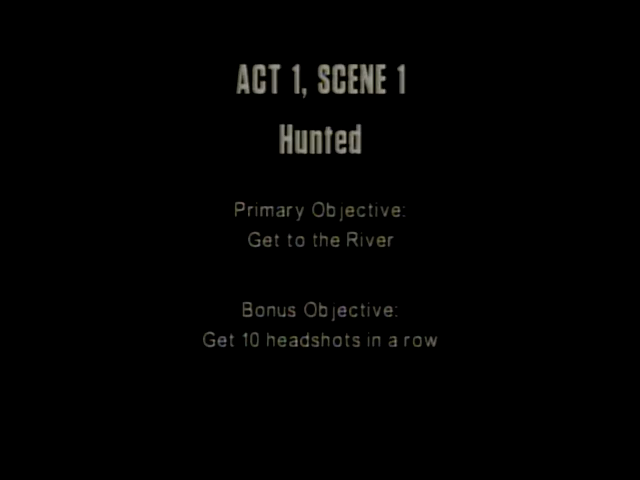 ACT 1, SCENE 1
Hunted
Primary Objective:
Get to the River
Bonus Objective:
Get 10 headshots in a row